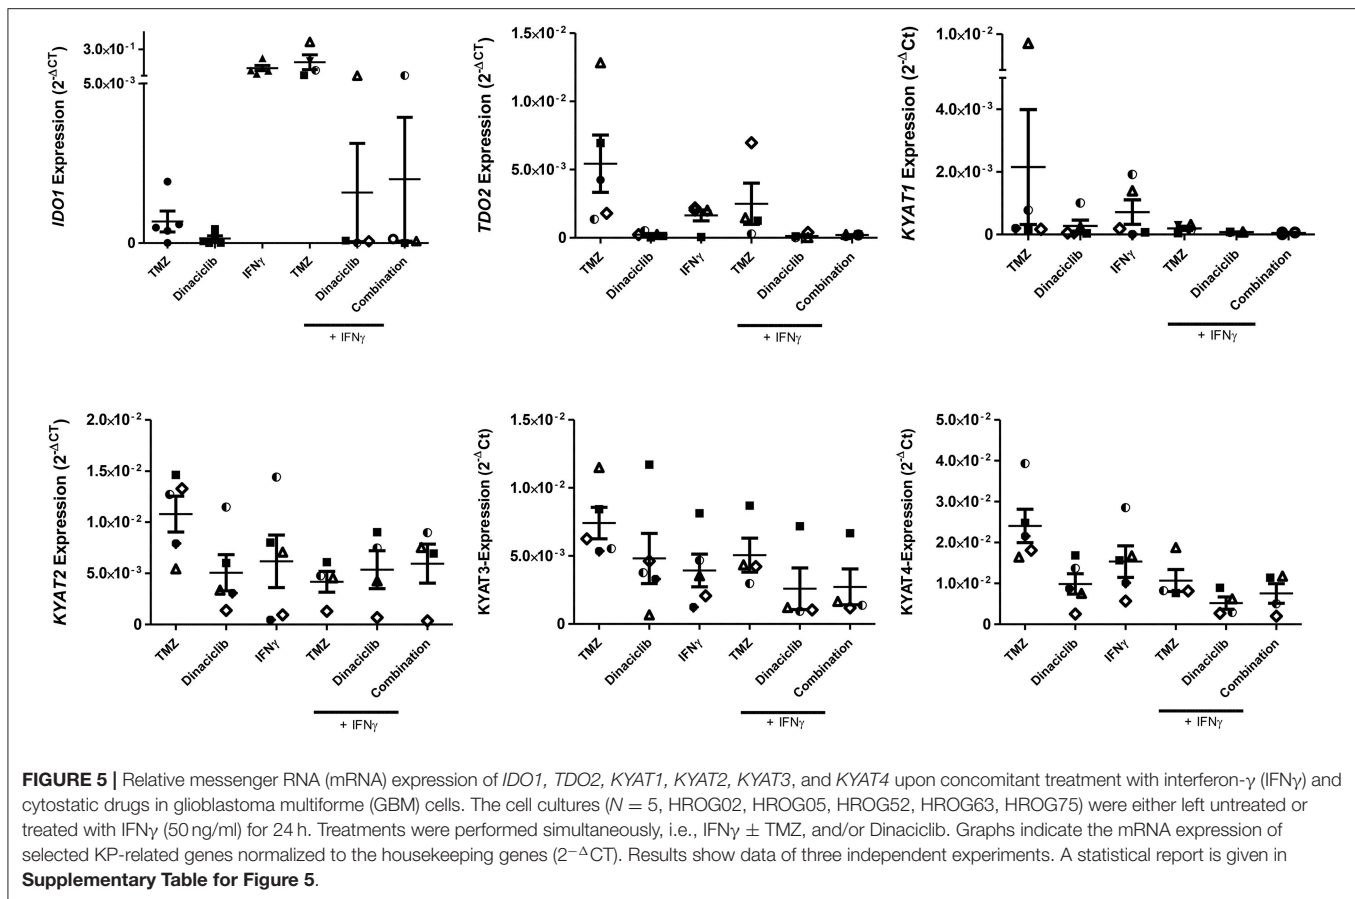 IDO1 Expression (2-ΔCT)
3.0×10-1
5.0×10-3
0
TMZ
Dinaciclib
IFNγ
TMZ
Dinaciclib
Combination
+ IFNγ
TDO2 Expression (2-ΔCT)
1.5×10-2
1.0×10-2
5.0×10-3
0
TMZ
Dinaciclib
IFNγ
TMZ
Dinaciclib
Combination
+ IFNγ
KYAT1 Expression (2-ΔCt)
1.0×10-2
4.0×10-3
2.0×10-3
0
TMZ
Dinaciclib
IFNγ
TMZ
Dinaciclib
Combination
+ IFNγ
KYAT2 Expression (2-ΔCT)
2.0×10-2
1.5×10-2
1.0×10-2
5.0×10-3
0
TMZ
Dinaciclib
IFNγ
TMZ
Dinaciclib
Combination
+ IFNγ
KYAT3-Expression (2-ΔCt)
1.5×10-2
1.0×10-2
5.0×10-3
0
TMZ
Dinaciclib
IFNγ
TMZ
Dinaciclib
Combination
+ IFNγ
KYAT4-Expression (2-ΔCt)
5.0×10-2
4.0×10-2
3.0×10-2
2.0×10-2
1.0×10-2
0
TMZ
Dinaciclib
IFNγ
TMZ
Dinaciclib
Combination
+ IFNγ
FIGURE 5 | Relative messenger RNA (mRNA) expression of IDO1, TDO2, KYAT1, KYAT2, KYAT3, and KYAT4 upon concomitant treatment with interferon-γ (IFNγ) and
cytostatic drugs in glioblastoma multiforme (GBM) cells. The cell cultures (N = 5, HROG02, HROG05, HROG52, HROG63, HROG75) were either left untreated or
treated with IFNγ (50 ng/ml) for 24 h. Treatments were performed simultaneously, i.e., IFNγ ± TMZ, and/or Dinaciclib. Graphs indicate the mRNA expression of
selected KP-related genes normalized to the housekeeping genes (2−ΔCT). Results show data of three independent experiments. A statistical report is given in
Supplementary Table for Figure 5.